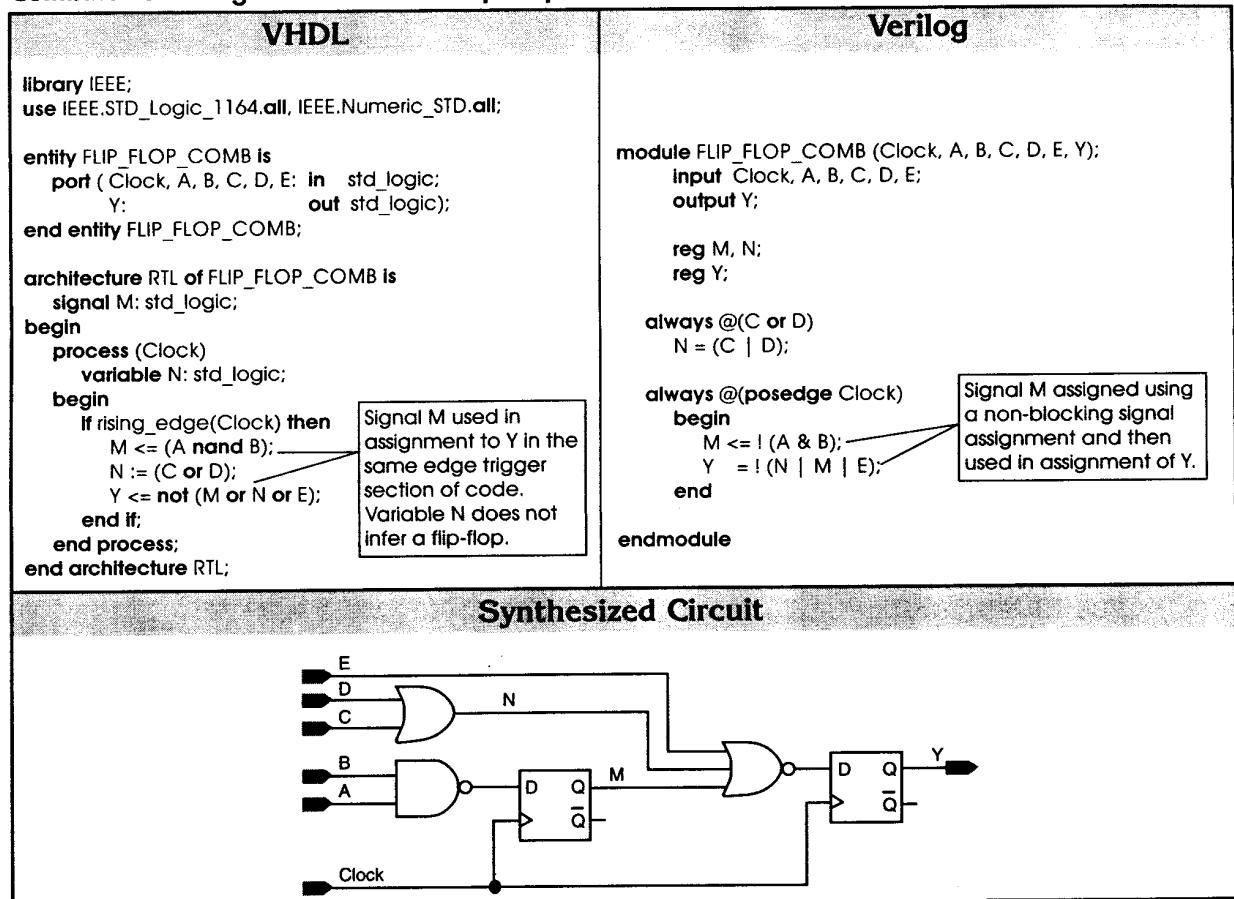 VHDL
library IEEE;
use IEEE.STD_Logic_1164.all, IEEE.Numeric_STD.all;
entity FLIP_FLOP_COMB is
port ( Clock, A, B, C, D, E: in std_logic;
Y: out std_logic);
end entity FLIP_FLOP_COMB;
architecture RTL of FLIP_FLOP_COMB is
signal M: std_logic;
begin
process (Clock)
variable N: std_logic;
begin
if rising_edge(Clock) then
M <= (A nand B);
N := (C or D);
Y <= not (M or N or E);
end if;
end process;
end architecture RTL;
Signal M used in
assignment to Y in the
same edge trigger
section of code.
Variable N does not
infer a flip-flop.
Verilog
module FLIP_FLOP_COMB (Clock, A, B, C, D, E, Y);
input Clock, A, B, C, D, E;
output Y;
reg M, N;
reg Y;
always @(C or D)
N = (C | D);
always @(posedge Clock)
begin
M <= ! (A & B);
Y = ! (N | M | E);
end
endmodule
Signal M assigned using
a non-blocking signal
assignment and then
used in assignment of Y.
Synthesized Circuit
E
D
N
C
B
A
D Q
Q
M
D Q
Q
Y
Clock